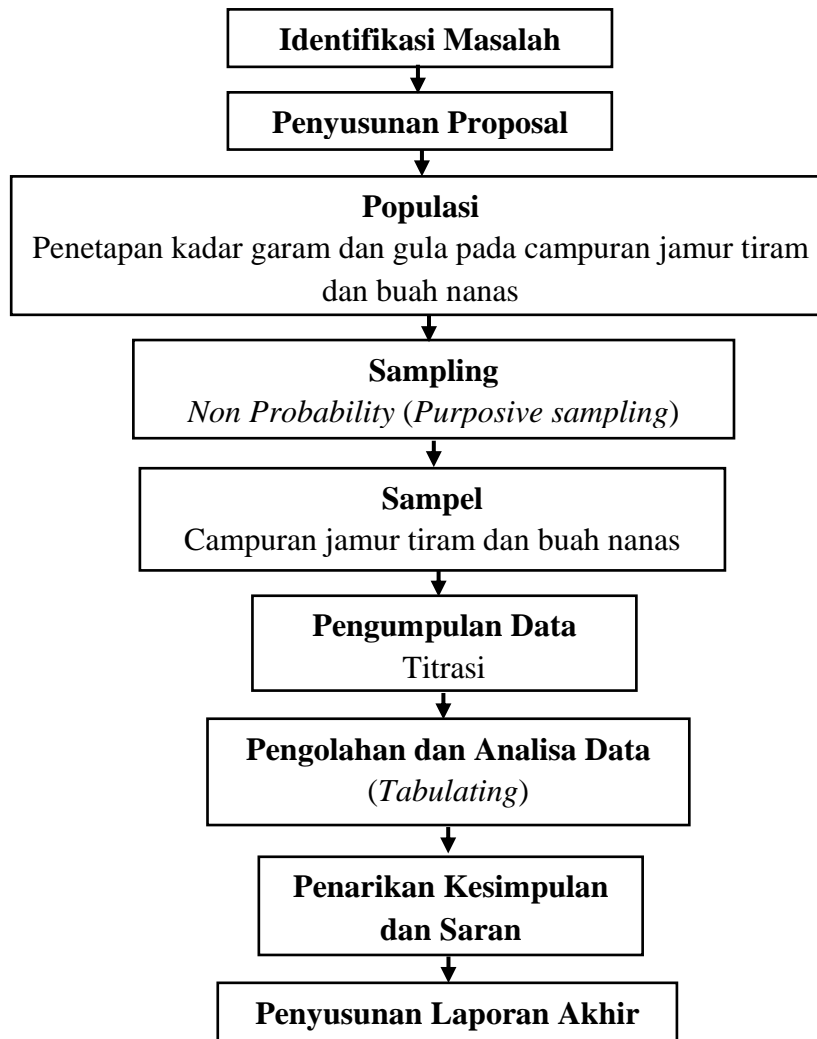 Identifikasi Masalah
Penyusunan Proposal
Populasi
Penetapan kadar garam dan gula pada campuran jamur tiram
dan buah nanas
Sampling
Non Probability (Purposive sampling)
Sampel
Campuran jamur tiram dan buah nanas
Pengumpulan Data
Titrasi
Pengolahan dan Analisa Data
(Tabulating)
Penarikan Kesimpulan
dan Saran
Penyusunan Laporan Akhir